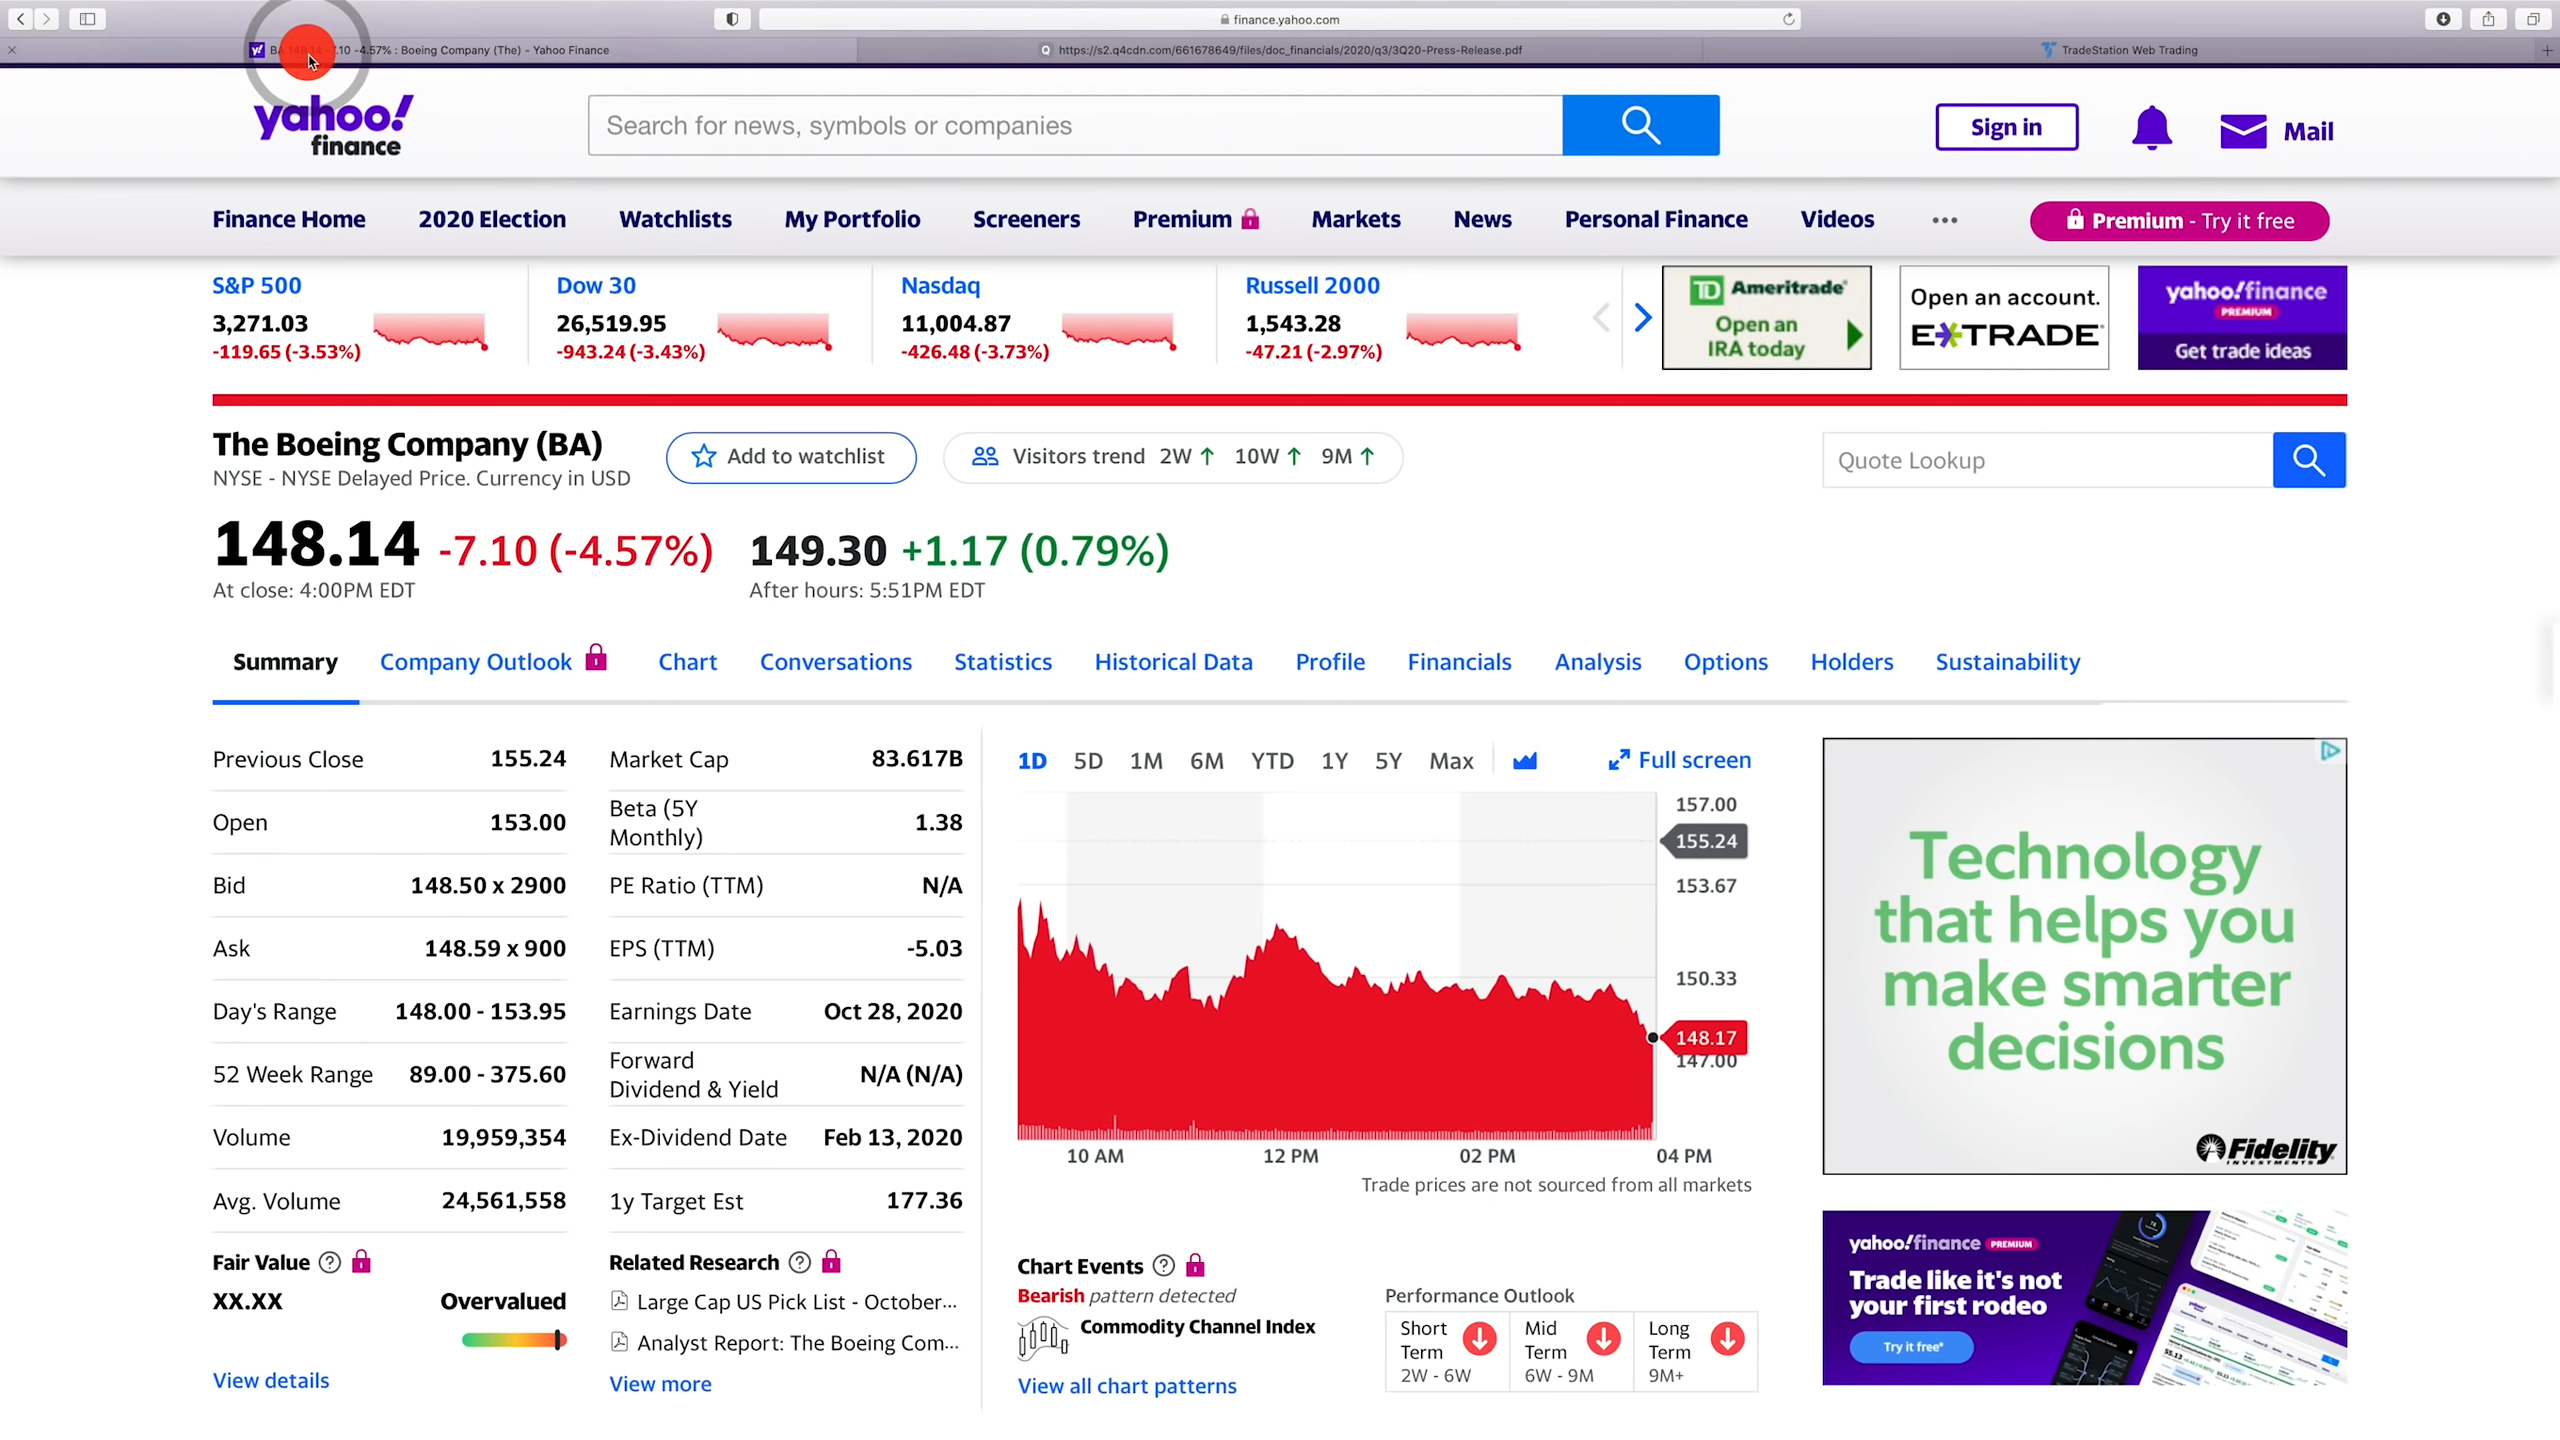 finance.yahoo.com
-4.57% : Boeing Company (The) - Yahoo Finance
https://s2.q4cdn.com/661678649/files/doc_financials/2020/q3/3Q20-Press-Release.pdf
TradeStation Web Trading
yahoo!
finance
Search for news, symbols or companies
Sign in
Mail
Finance Home 2020 Election Watchlists My Portfolio Screeners Premium Markets News Personal Finance Videos ••• Premium - Try it free
S&P 500
3,271.03
-119.65 (-3.53%)
Dow 30
26,519.95
-943.24 (-3.43%)
Nasdaq
11,004.87
-426.48 (-3.73%)
Russell 2000
1,543.28
-47.21 (-2.97%)
TD Ameritrade
Open an
IRA today
Open an account.
E*TRADE
yahoo!finance
PREMIUM
Get trade ideas
The Boeing Company (BA)
NYSE - NYSE Delayed Price. Currency in USD
Add to watchlist
Visitors trend 2W ↑ 10W ↑ 9M ↑
Quote Lookup
148.14 -7.10 (-4.57%)
At close: 4:00PM EDT
149.30 +1.17 (0.79%)
After hours: 5:51PM EDT
Summary Company Outlook Chart Conversations Statistics Historical Data Profile Financials Analysis Options Holders Sustainability
Previous Close 155.24
Open 153.00
Bid 148.50 x 2900
Ask 148.59 x 900
Day's Range 148.00 - 153.95
52 Week Range 89.00 - 375.60
Volume 19,959,354
Avg. Volume 24,561,558
Market Cap 83.617B
Beta (5Y
Monthly) 1.38
PE Ratio (TTM) N/A
EPS (TTM) -5.03
Earnings Date Oct 28, 2020
Forward
Dividend & Yield N/A (N/A)
Ex-Dividend Date Feb 13, 2020
1y Target Est 177.36
1D 5D 1M 6M YTD 1Y 5Y Max Full screen
157.00
155.24
153.67
150.33
148.17
147.00
10 AM 12 PM 02 PM 04 PM
Trade prices are not sourced from all markets
Technology
that helps you
make smarter
decisions
Fidelity
INVESTMENTS
Fair Value
XX.XX Overvalued
View details
Related Research
Large Cap US Pick List - October...
Analyst Report: The Boeing Com...
View more
Chart Events
Bearish pattern detected
Commodity Channel Index
View all chart patterns
Performance Outlook
Short
Term
2W - 6W
Mid
Term
6W - 9M
Long
Term
9M+
yahoo!finance PREMIUM
Trade like it's not
your first rodeo
Try it free*